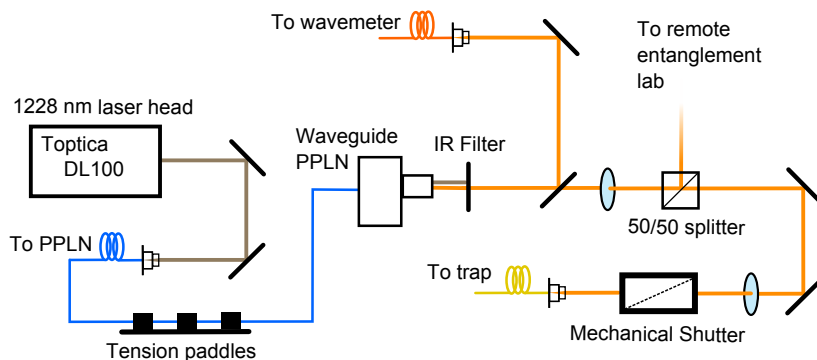 To wavemeter
To remote
entanglement
lab
1228 nm laser head
Toptica
DL100
Waveguide
PPLN
IR Filter
50/50 splitter
To PPLN
To trap
Mechanical Shutter
Tension paddles